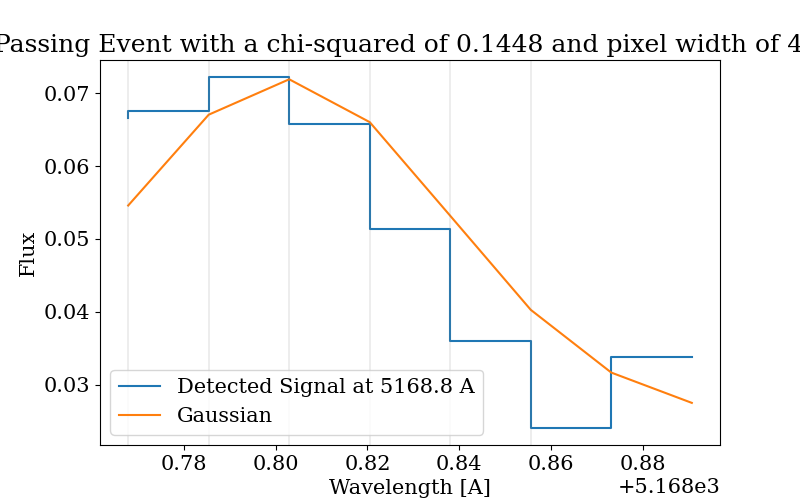 Passing Event with a chi-squared of 0.1448 and pixel width of 4
Flux
0.07
0.06
0.05
0.04
0.03
Detected Signal at 5168.8 A
Gaussian
0.78 0.80 0.82 0.84 0.86 0.88
Wavelength [A]
+5.168e3